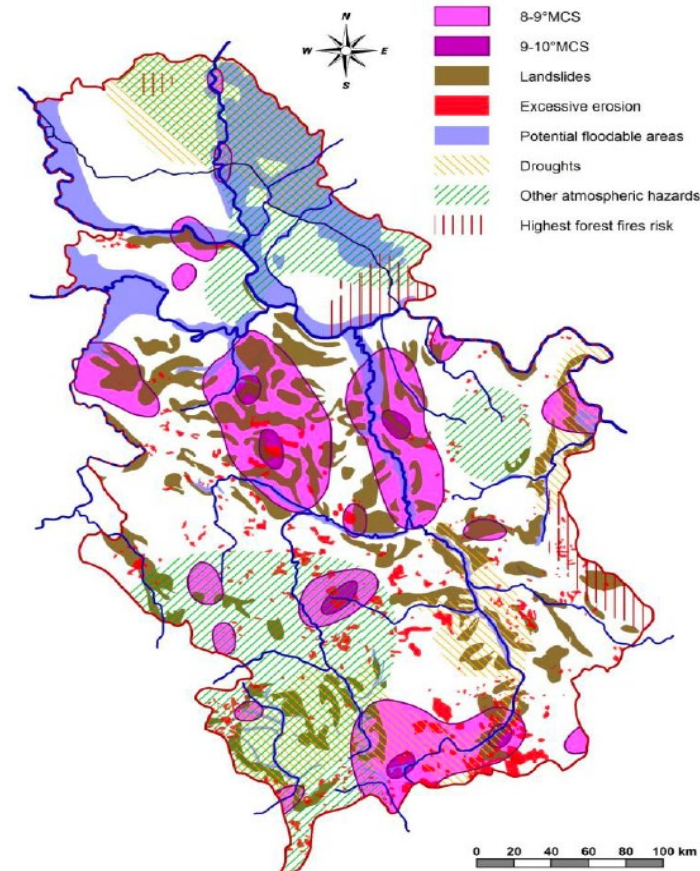 N
W E
S
8-9°MCS
9-10°MCS
Landslides
Excessive erosion
Potential floodable areas
Droughts
Other atmospheric hazards
Highest forest fires risk
0 20 40 60 80 100 km